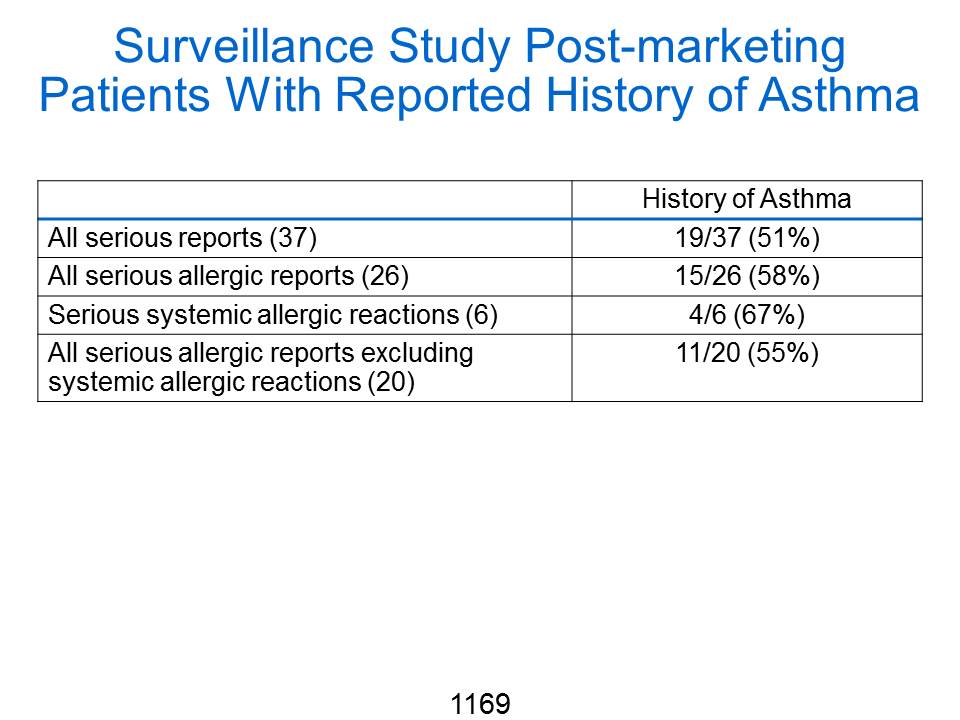 Surveillance Study Post-marketing
Patients With Reported History of Asthma
History of Asthma
All serious reports (37) 19/37 (51%)
All serious allergic reports (26) 15/26 (58%)
Serious systemic allergic reactions (6) 4/6 (67%)
All serious allergic reports excluding 11/20 (55%)
systemic allergic reactions (20)
1169